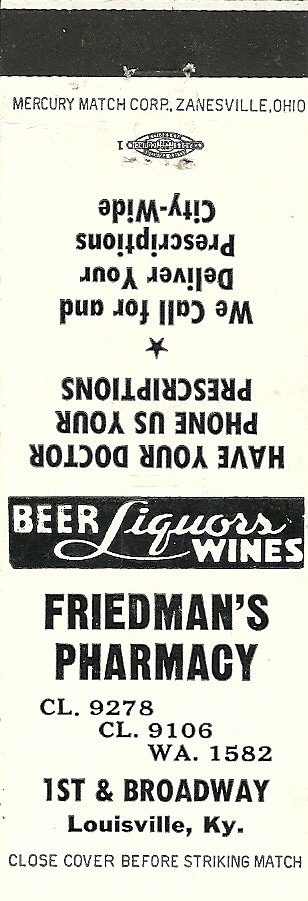 MERCURY MATCH CORP., ZANESVILLE, OHIO
1
HAVE YOUR DOCTOR
PHONE US YOUR
PRESCRIPTIONS
★
We Call for and
Deliver Your
Prescriptions
City-Wide
BEER Liquors WINES
FRIEDMAN'S
PHARMACY
CL. 9278
CL. 9106
WA. 1582
1ST & BROADWAY
Louisville, Ky.
CLOSE COVER BEFORE STRIKING MATCH